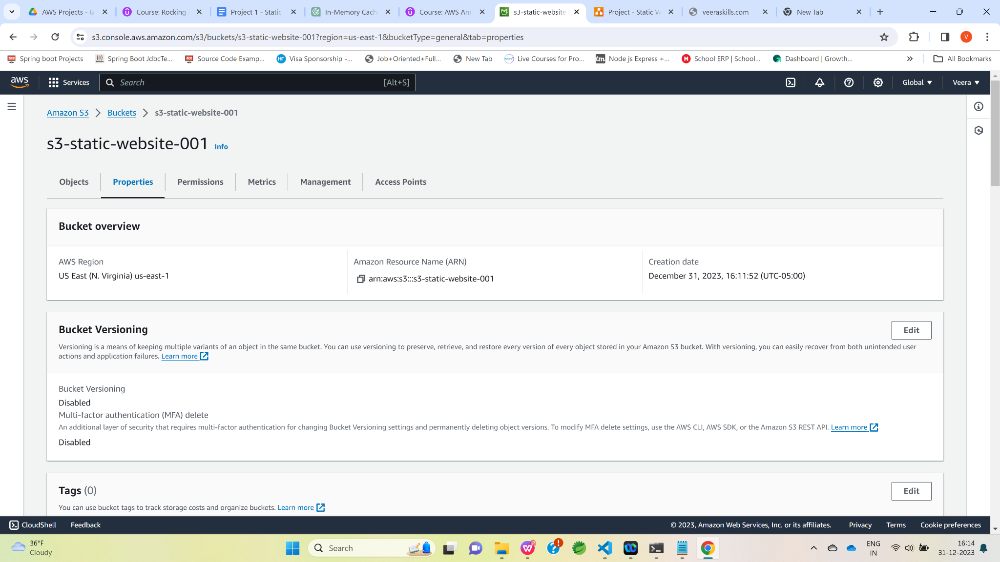 AWS Projects - G
Course: Rocking
Project 1 - Static
In-Memory Cach
Course: AWS Am
s3-static-website
Project - Static W
veeraskills.com
New Tab
s3.console.aws.amazon.com/s3/buckets/s3-static-website-001?region=us-east-1&bucketType=general&tab=properties
V
Spring boot Projects
Spring Boot JdbcTe...
Source Code Examp...
Visa Sponsorship -...
Job+Oriented+Full...
New Tab
Live Courses for Pro...
tm Node js Express +...
M School ERP | School...
Dashboard | Growth...
All Bookmarks
aws
Services
Search
[Alt+S]
Global
Veera
Amazon S3
Buckets
s3-static-website-001
s3-static-website-001 Info
Objects
Properties
Permissions
Metrics
Management
Access Points
Bucket overview
AWS Region
US East (N. Virginia) us-east-1
Amazon Resource Name (ARN)
arn:aws:s3:::s3-static-website-001
Creation date
December 31, 2023, 16:11:52 (UTC-05:00)
Bucket Versioning
Edit
Versioning is a means of keeping multiple variants of an object in the same bucket. You can use versioning to preserve, retrieve, and restore every version of every object stored in your Amazon S3 bucket. With versioning, you can easily recover from both unintended user
actions and application failures. Learn more
Bucket Versioning
Disabled
Multi-factor authentication (MFA) delete
An additional layer of security that requires multi-factor authentication for changing Bucket Versioning settings and permanently deleting object versions. To modify MFA delete settings, use the AWS CLI, AWS SDK, or the Amazon S3 REST API. Learn more
Disabled
Tags (0)
Edit
You can use bucket tags to track storage costs and organize buckets. Learn more
CloudShell
Feedback
© 2023, Amazon Web Services, Inc. or its affiliates.
Privacy
Terms
Cookie preferences
36°F
Cloudy
Search
ENG
IN
16:14
31-12-2023